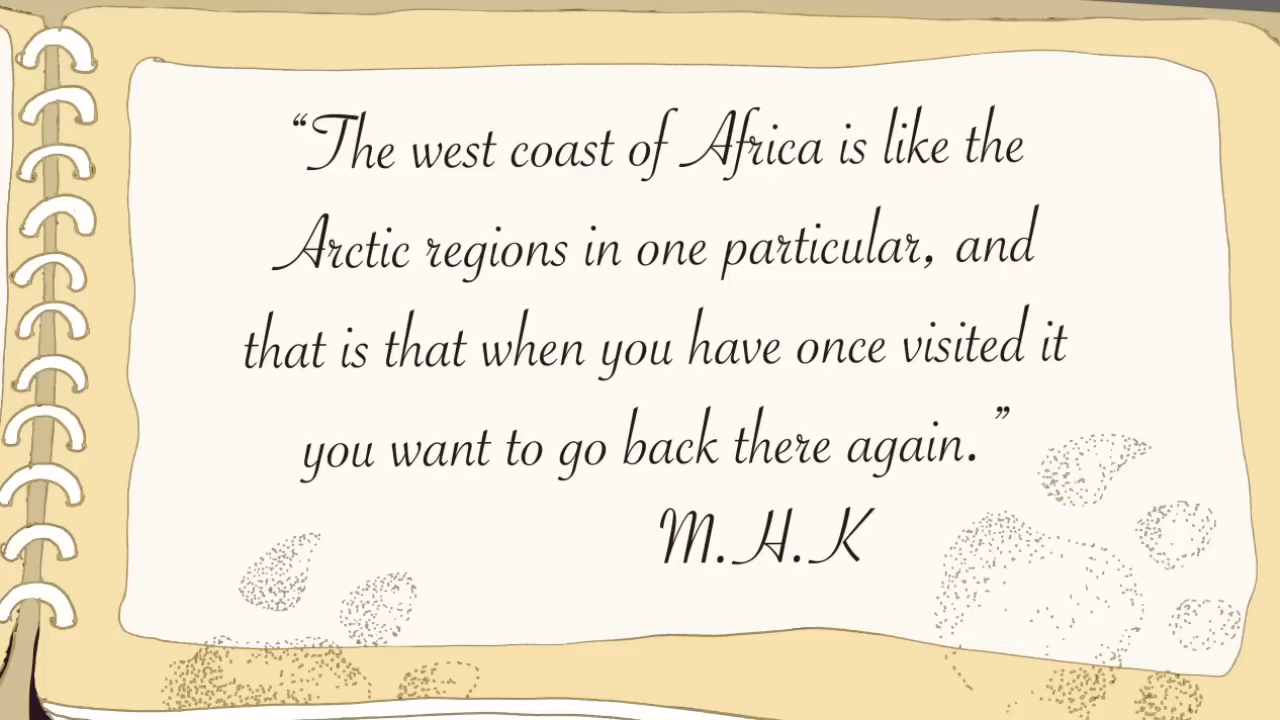 “The west coast of Africa is like the
Arctic regions in one particular, and
that is that when you have once visited it
you want to go back there again.”
M.H.K